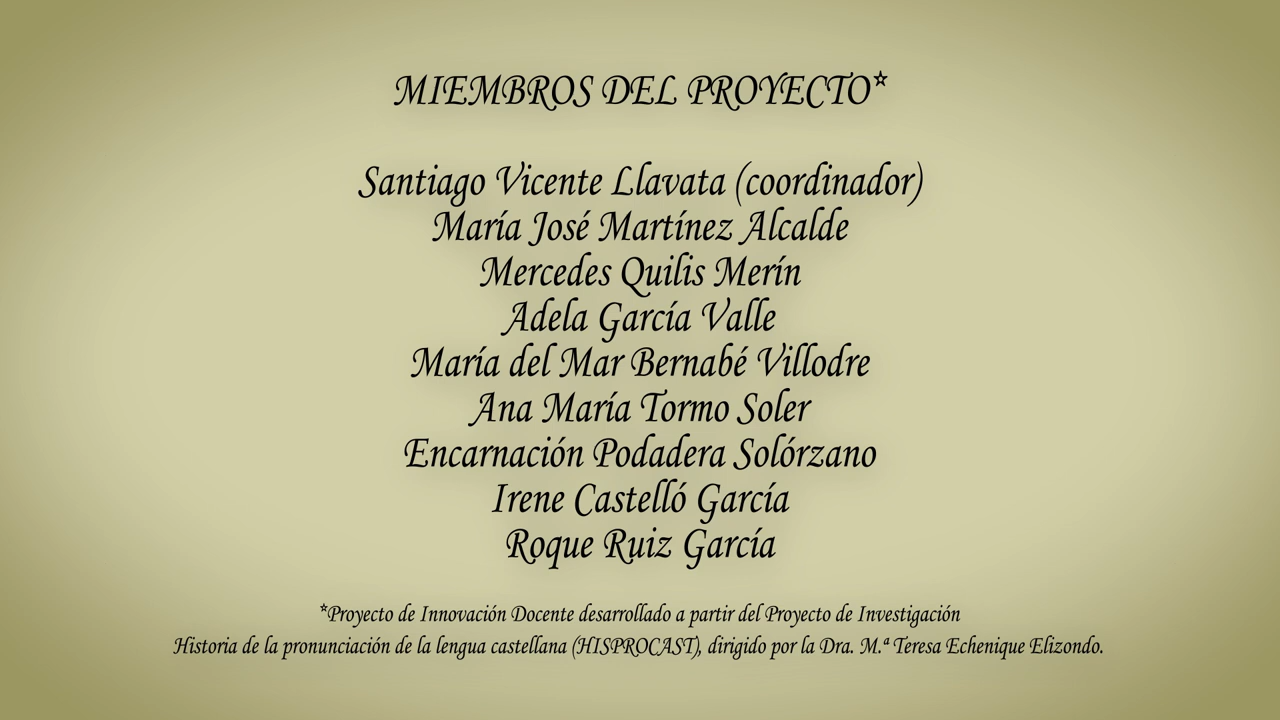 MIEMBROS DEL PROYECTO*
Santiago Vicente Llavata (coordinador)
María José Martínez Alcalde
Mercedes Quilis Merín
Adela García Valle
María del Mar Bernabé Villodre
Ana María Tormo Soler
Encarnación Podadera Solórzano
Irene Castelló García
Roque Ruiz García
*Proyecto de Innovación Docente desarrollado a partir del Proyecto de Investigación
Historia de la pronunciación de la lengua castellana (HISPROCAST), dirigido por la Dra. M.ª Teresa Echenique Elizondo.